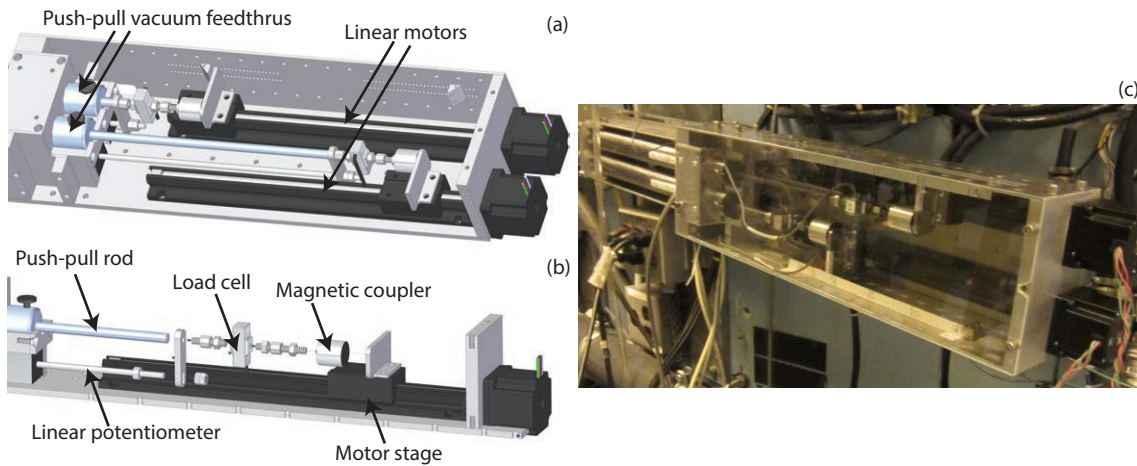 Push-pull vacuum feedthrus
Linear motors
(a)
(b)
Push-pull rod
Load cell
Magnetic coupler
Linear potentiometer
Motor stage
(c)